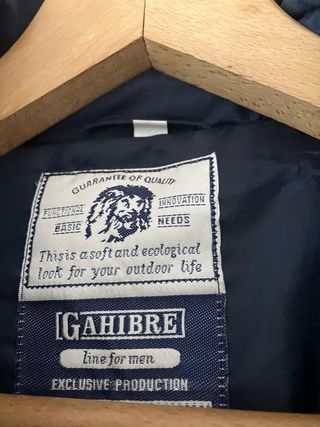 GUARANTEE OF QUALITY
FUNCTIONAL INNOVATION
BASIC NEEDS
This is a soft and ecological
look for your outdoor life
[GAHIBRE]
line for men
EXCLUSIVE PRODUCTION